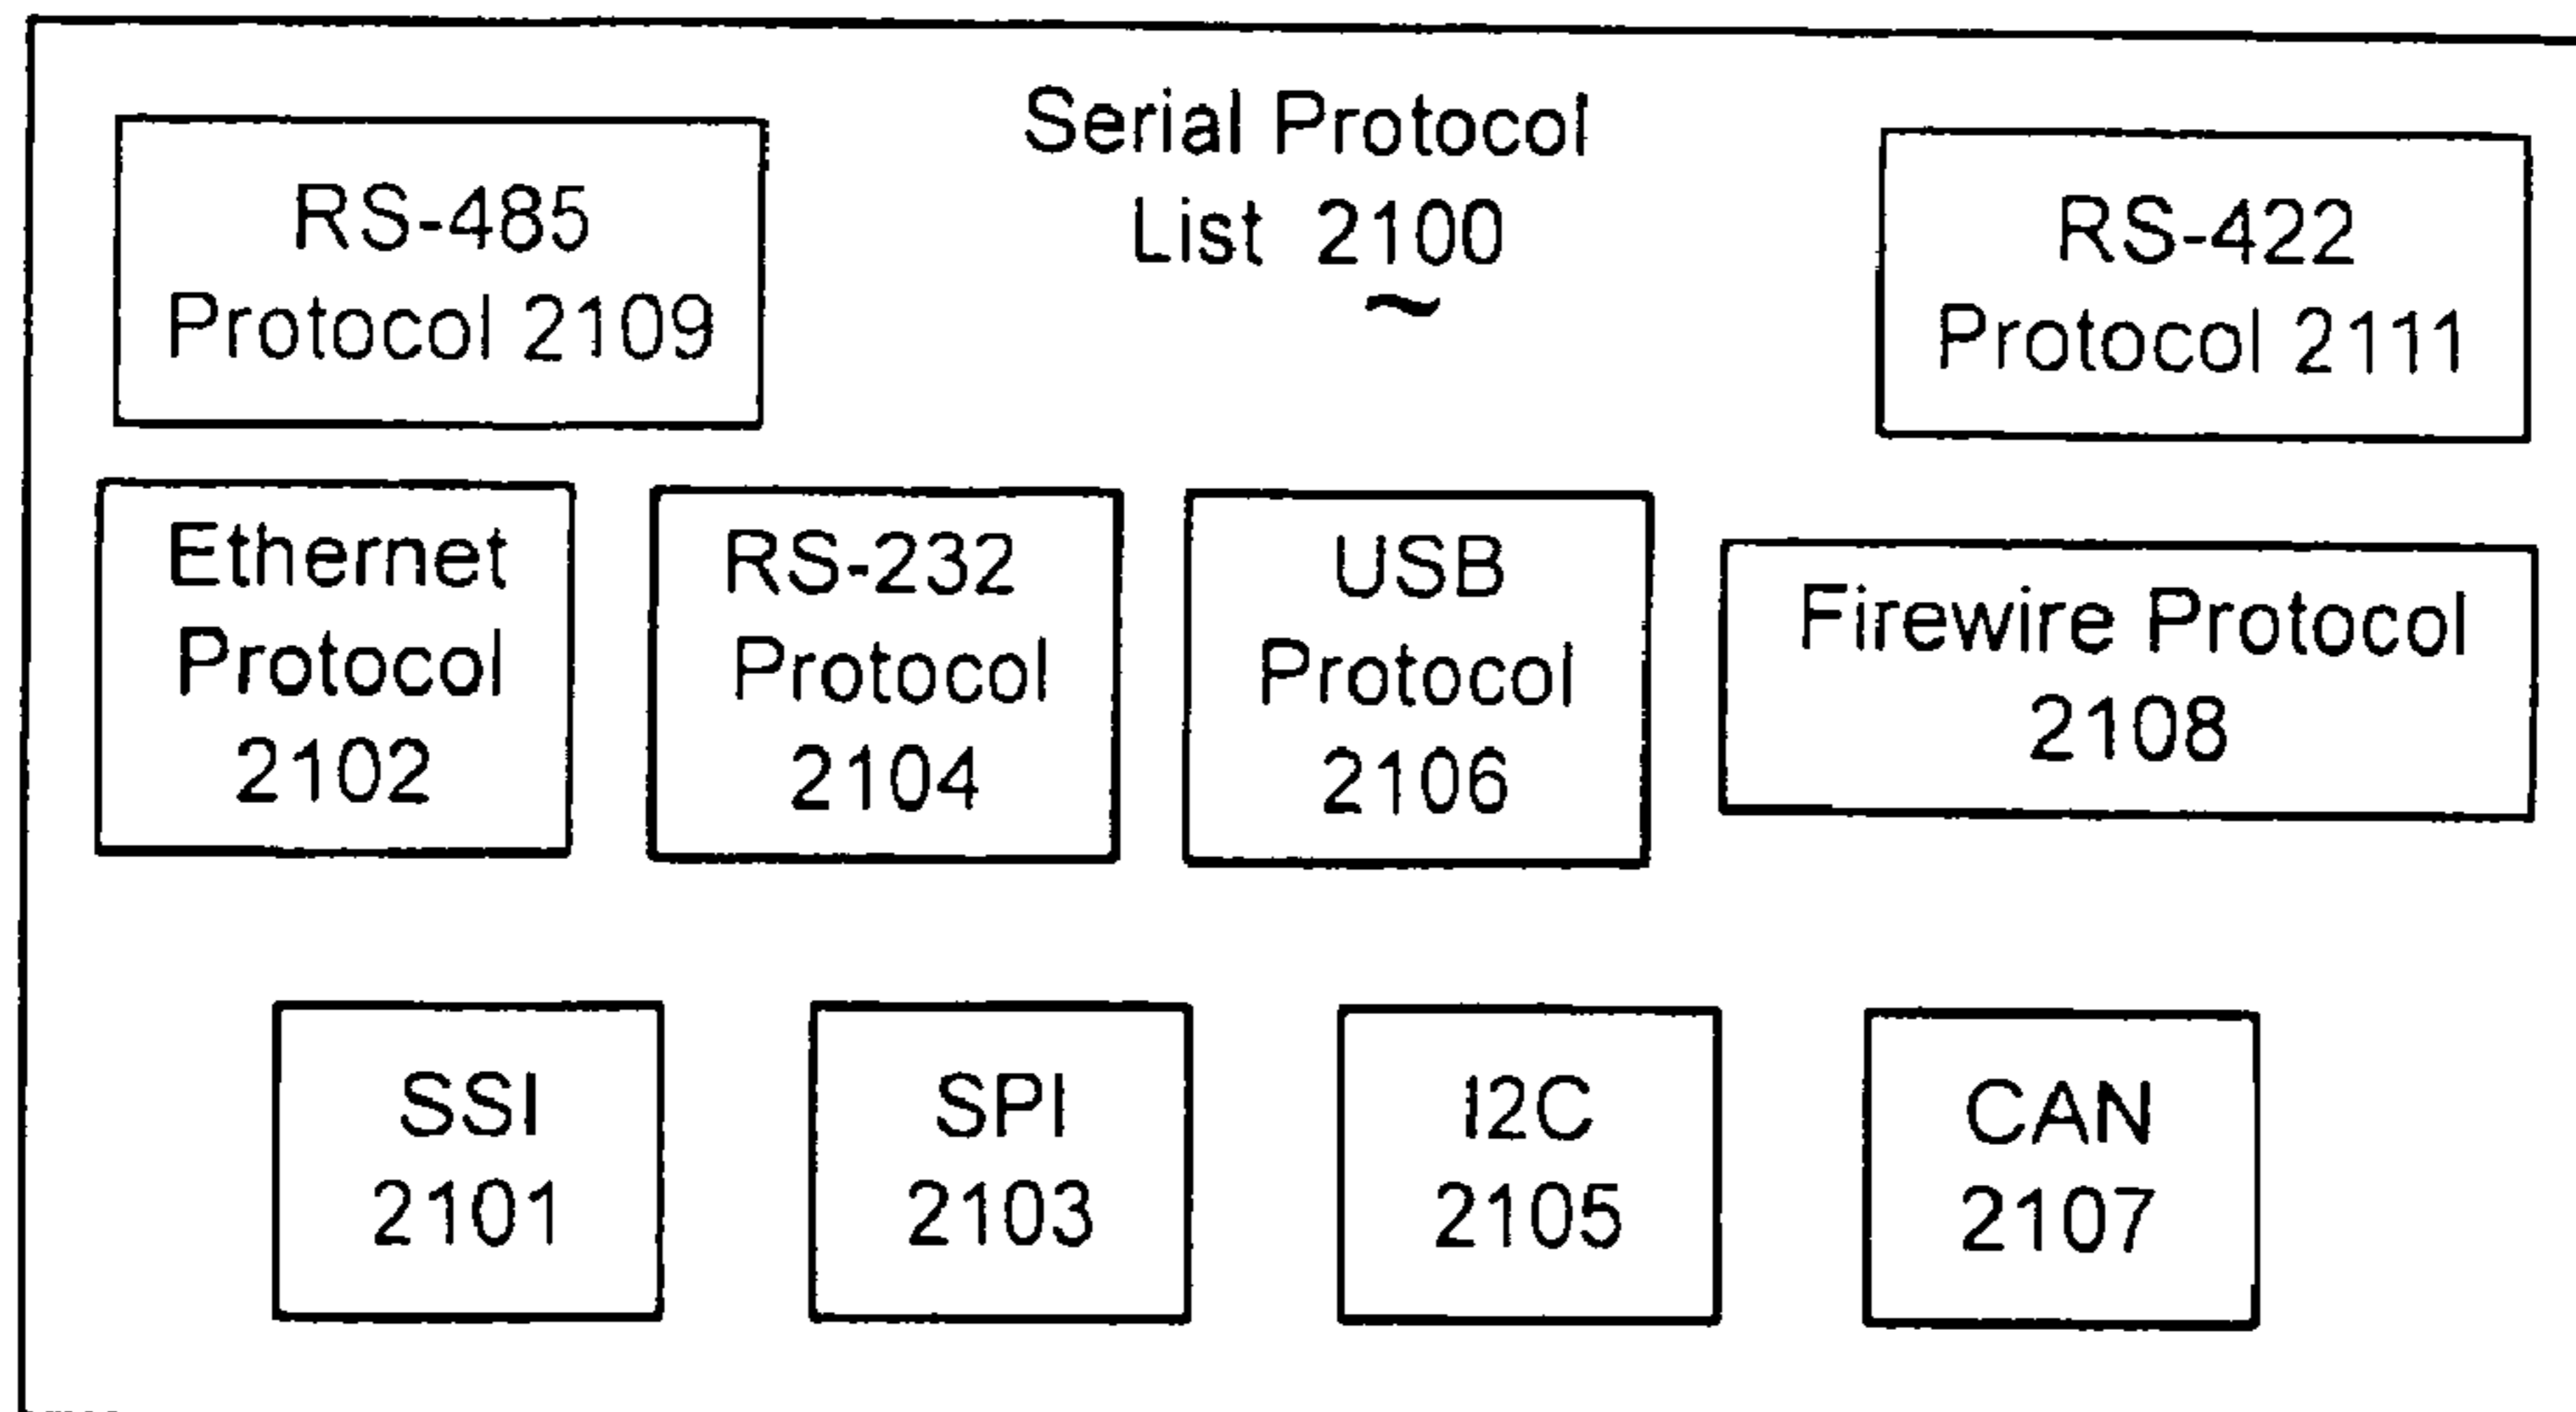 RS-485
Protocol 2109
Serial Protocol
List 2100
~
RS-422
Protocol 2111
Ethernet
Protocol
2102
RS-232
Protocol
2104
USB
Protocol
2106
Firewire Protocol
2108
SSI
2101
SPI
2103
I2C
2105
CAN
2107